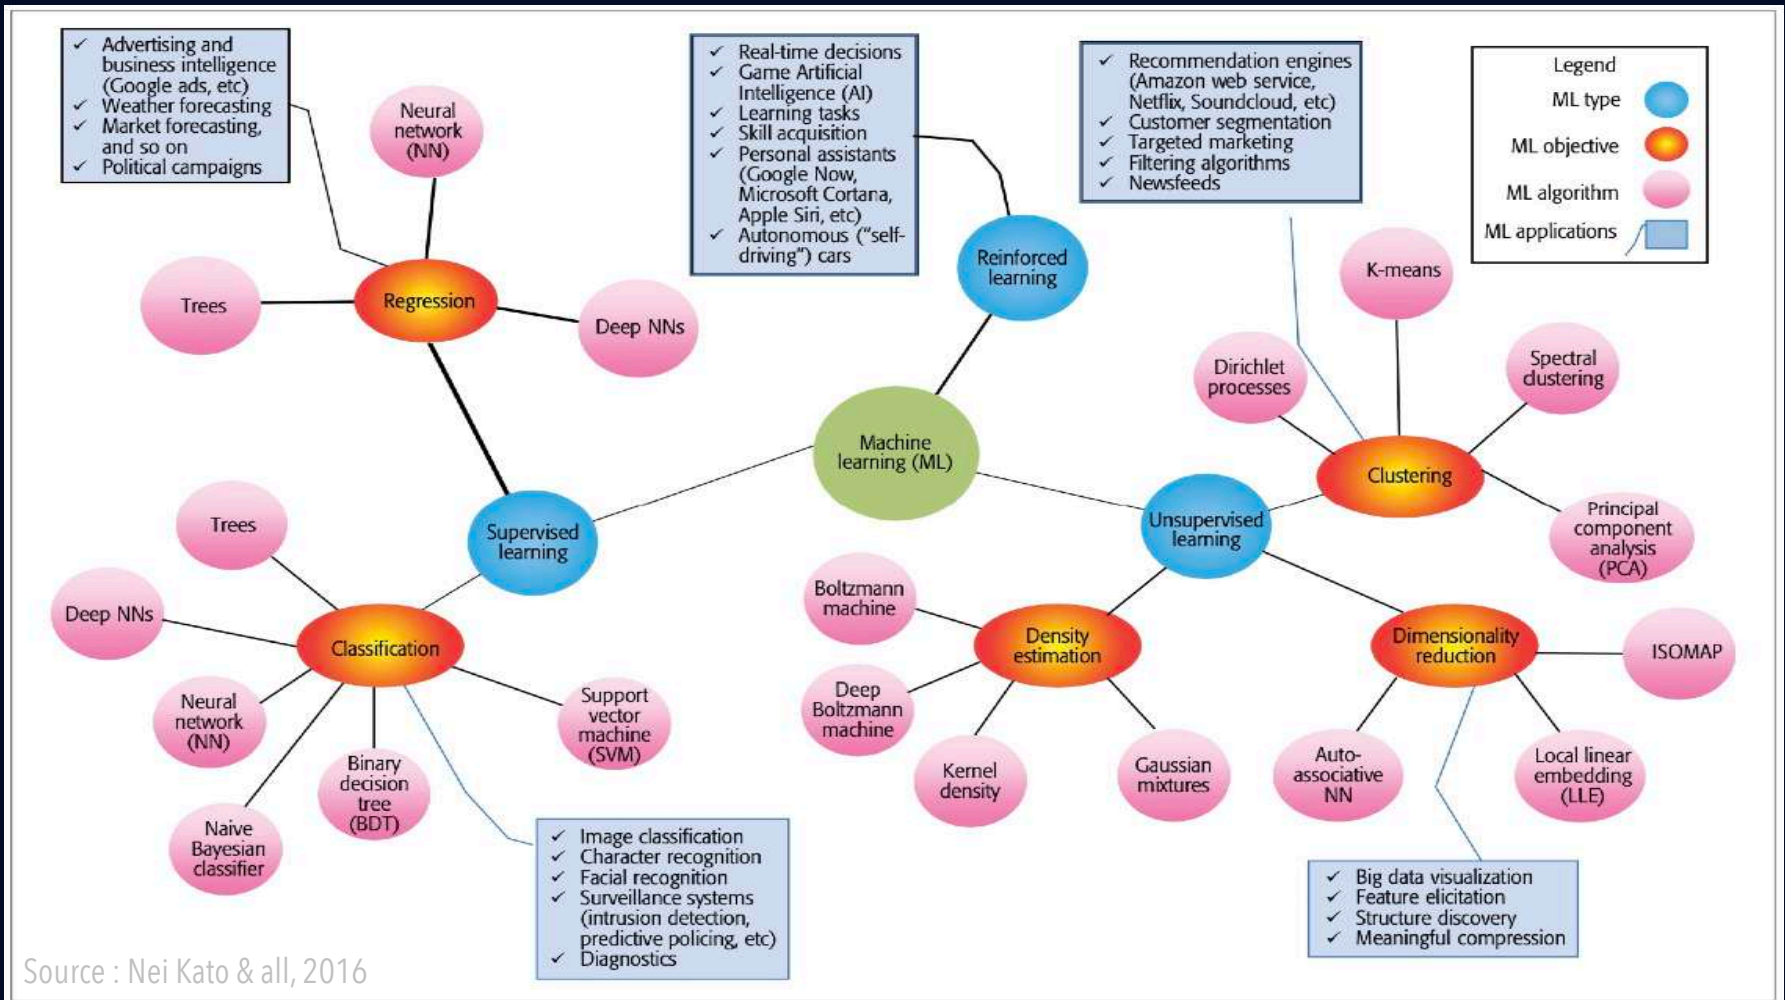 ✓ Advertising and
business intelligence
(Google ads, etc)
✓ Weather forecasting
✓ Market forecasting,
and so on
✓ Political campaigns
Neural
network
(NN)
Trees
Regression
Deep NNs
✓ Real-time decisions
✓ Game Artificial
Intelligence (AI)
✓ Learning tasks
✓ Skill acquisition
✓ Personal assistants
(Google Now,
Microsoft Cortana,
Apple Siri, etc)
✓ Autonomous ("self-
driving") cars
Reinforced
learning
✓ Recommendation engines
(Amazon web service,
Netflix, Soundcloud, etc)
✓ Customer segmentation
✓ Targeted marketing
✓ Filtering algorithms
✓ Newsfeeds
Legend
ML type
ML objective
ML algorithm
ML applications
K-means
Dirichlet
processes
Spectral
clustering
Clustering
Principal
component
analysis
(PCA)
Machine
learning (ML)
Supervised
learning
Unsupervised
learning
Trees
Deep NNs
Classification
Neural
network
(NN)
Naive
Bayesian
classifier
Binary
decision
tree
(BDT)
Support
vector
machine
(SVM)
✓ Image classification
✓ Character recognition
✓ Facial recognition
✓ Surveillance systems
(intrusion detection,
predictive policing, etc)
✓ Diagnostics
Boltzmann
machine
Density
estimation
Deep
Boltzmann
machine
Kernel
density
Gaussian
mixtures
Dimensionality
reduction
ISOMAP
Auto-
associative
NN
Local linear
embedding
(LLE)
✓ Big data visualization
✓ Feature elicitation
✓ Structure discovery
✓ Meaningful compression
Source : Nei Kato & all, 2016